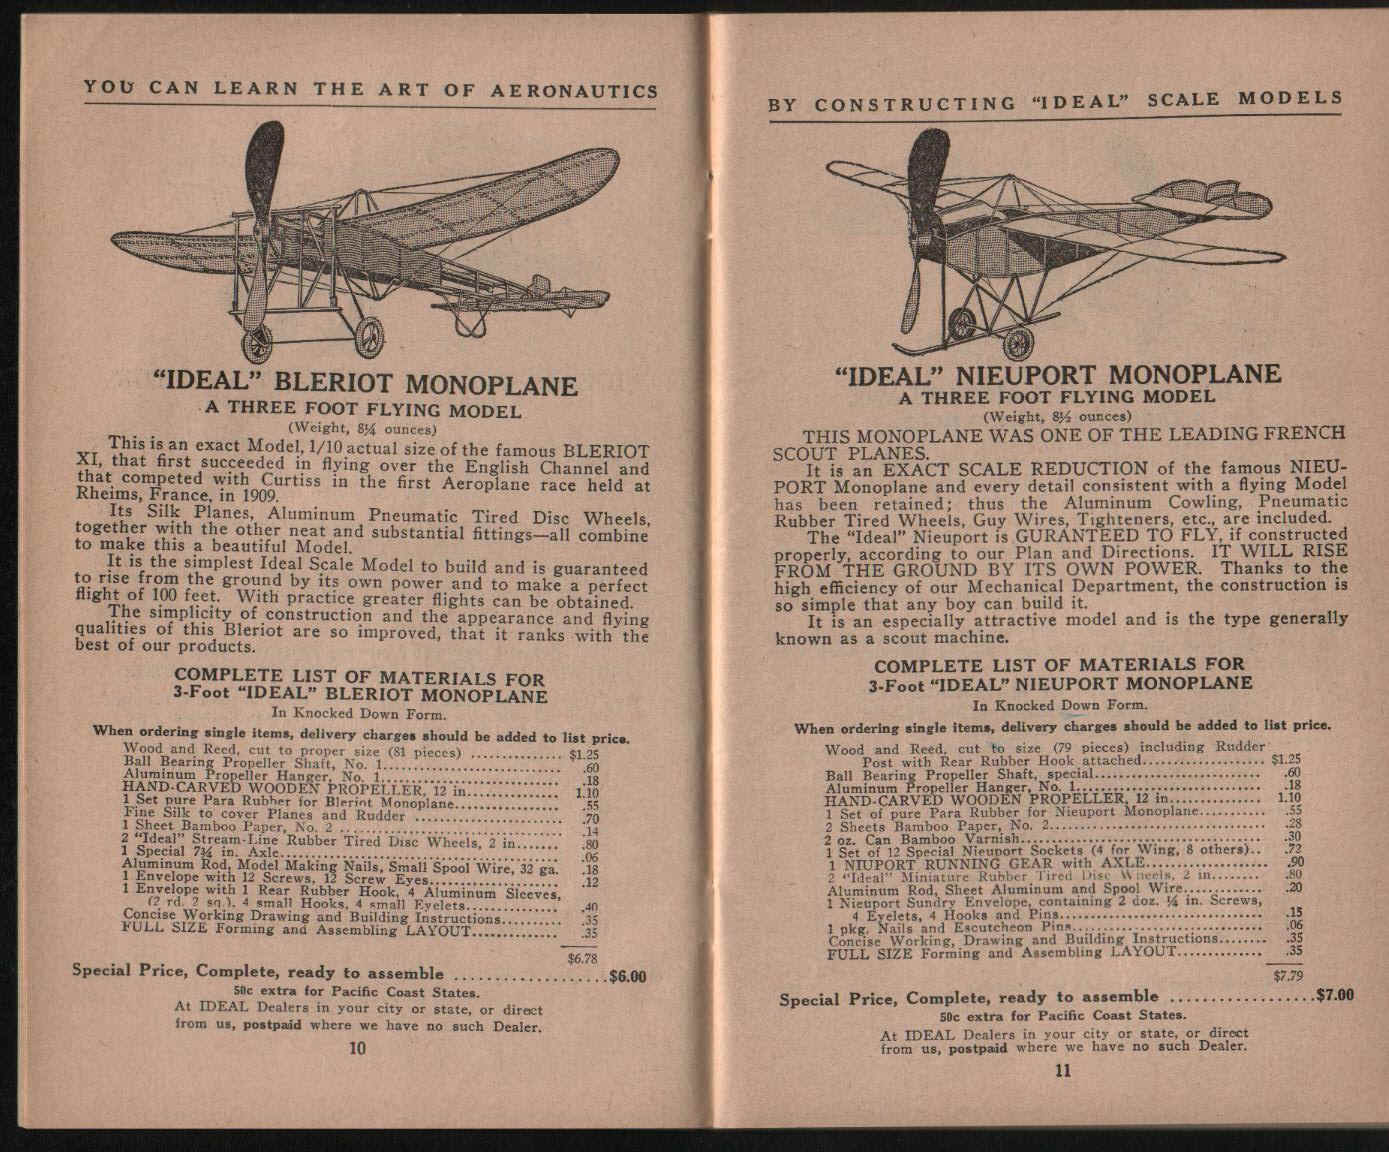 YOU CAN LEARN THE ART OF AERONAUTICS
"IDEAL" BLERIOT MONOPLANE
A THREE FOOT FLYING MODEL
(Weight, 8¼ ounces)
This is an exact Model, 1/10 actual size of the famous BLERIOT
XI, that first succeeded in flying over the English Channel and
that competed with Curtiss in the first Aeroplane race held at
Rheims, France, in 1909.
Its Silk Planes, Aluminum Pneumatic Tired Disc Wheels,
together with the other neat and substantial fittings—all combine
to make this a beautiful Model.
It is the simplest Ideal Scale Model to build and is guaranteed
to rise from the ground by its own power and to make a perfect
flight of 100 feet. With practice greater flights can be obtained.
The simplicity of construction and the appearance and flying
qualities of this Bleriot are so improved, that it ranks with the
best of our products.
COMPLETE LIST OF MATERIALS FOR
3-Foot "IDEAL" BLERIOT MONOPLANE
In Knocked Down Form.
When ordering single items, delivery charges should be added to list price.
Wood and Reed, cut to proper size (81 pieces) .............. $1.25
Ball Bearing Propeller Shaft, No. 1........................... .60
Aluminum Propeller Hanger, No. 1........................... .18
HAND-CARVED WOODEN PROPELLER, 12 in.............. 1.10
1 Set pure Para Rubber for Bleriot Monoplane................ .55
Fine Silk to cover Planes and Rudder ...................... .70
1 Sheet Bamboo Paper, No. 2 ................................. .14
2 "Ideal" Stream-Line Rubber Tired Disc Wheels, 2 in....... .80
1 Special 7¾ in. Axle........................................... .06
Aluminum Rod, Model Making Nails, Small Spool Wire, 32 ga. .18
1 Envelope with 12 Screws, 12 Screw Eyes.................... .12
1 Envelope with 1 Rear Rubber Hook, 4 Aluminum Sleeves,
(2 rd. 2 sq.), 4 small Hooks, 4 small Eyelets.............. .40
Concise Working Drawing and Building Instructions......... .35
FULL SIZE Forming and Assembling LAYOUT.............. .35
$6.78
Special Price, Complete, ready to assemble ...................$6.00
50c extra for Pacific Coast States.
At IDEAL Dealers in your city or state, or direct
from us, postpaid where we have no such Dealer.
10
BY CONSTRUCTING "IDEAL" SCALE MODELS
"IDEAL" NIEUPORT MONOPLANE
A THREE FOOT FLYING MODEL
(Weight, 8½ ounces)
THIS MONOPLANE WAS ONE OF THE LEADING FRENCH
SCOUT PLANES.
It is an EXACT SCALE REDUCTION of the famous NIEU-
PORT Monoplane and every detail consistent with a flying Model
has been retained; thus the Aluminum Cowling, Pneumatic
Rubber Tired Wheels, Guy Wires, Tighteners, etc., are included.
The "Ideal" Nieuport is GURANTEED TO FLY, if constructed
properly, according to our Plan and Directions. IT WILL RISE
FROM THE GROUND BY ITS OWN POWER. Thanks to the
high efficiency of our Mechanical Department, the construction is
so simple that any boy can build it.
It is an especially attractive model and is the type generally
known as a scout machine.
COMPLETE LIST OF MATERIALS FOR
3-Foot "IDEAL" NIEUPORT MONOPLANE
In Knocked Down Form.
When ordering single items, delivery charges should be added to list price.
Wood and Reed, cut to size (79 pieces) including Rudder
Post with Rear Rubber Hook attached................... $1.25
Ball Bearing Propeller Shaft, special......................... .60
Aluminum Propeller Hanger, No. 1........................... .18
HAND-CARVED WOODEN PROPELLER, 12 in.............. 1.10
1 Set of pure Para Rubber for Nieuport Monoplane........... .55
2 Sheets Bamboo Paper, No. 2................................. .28
2 oz. Can Bamboo Varnish...................................... .30
1 Set of 12 Special Nieuport Sockets (4 for Wing, 8 others).. .72
1 NIUPORT RUNNING GEAR with AXLE................... .90
2 "Ideal" Miniature Rubber Tired Disc Wheels, 2 in........ .80
Aluminum Rod, Sheet Aluminum and Spool Wire............ .20
1 Nieuport Sundry Envelope, containing 2 doz. ¼ in. Screws,
4 Eyelets, 4 Hooks and Pins................................ .15
1 pkg. Nails and Escutcheon Pins............................. .06
Concise Working, Drawing and Building Instructions........ .35
FULL SIZE Forming and Assembling LAYOUT............. .35
$7.79
Special Price, Complete, ready to assemble ..................$7.00
50c extra for Pacific Coast States.
At IDEAL Dealers in your city or state, or direct
from us, postpaid where we have no such Dealer.
11